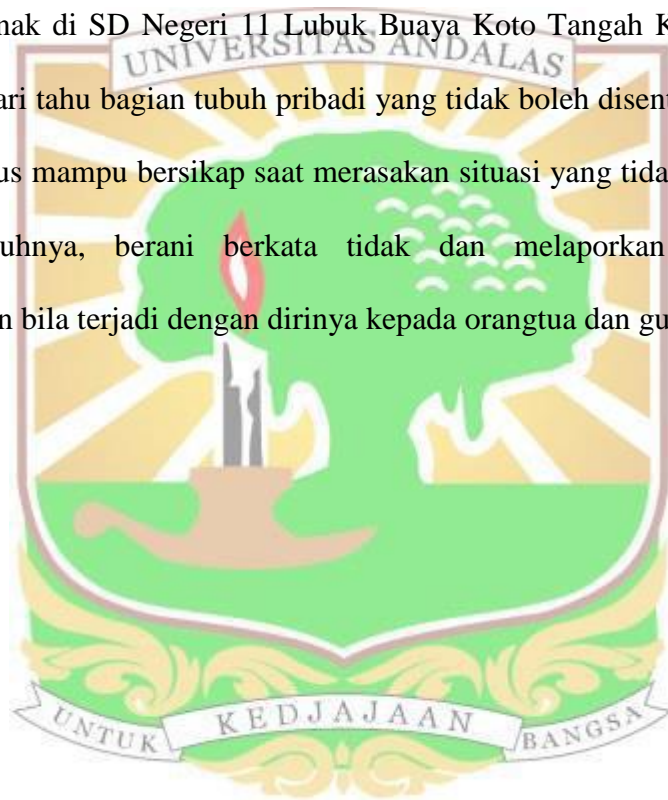 nak di SD Negeri 11 Lubuk Buaya Koto Tangah K
UNIVERSITAS ANDALAS
ari tahu bagian tubuh pribadi yang tidak boleh disent
us mampu bersikap saat merasakan situasi yang tida
uhnya, berani berkata tidak dan melaporkan
n bila terjadi dengan dirinya kepada orangtua dan gu
UNTUK KEDJAJAAN BANGSA